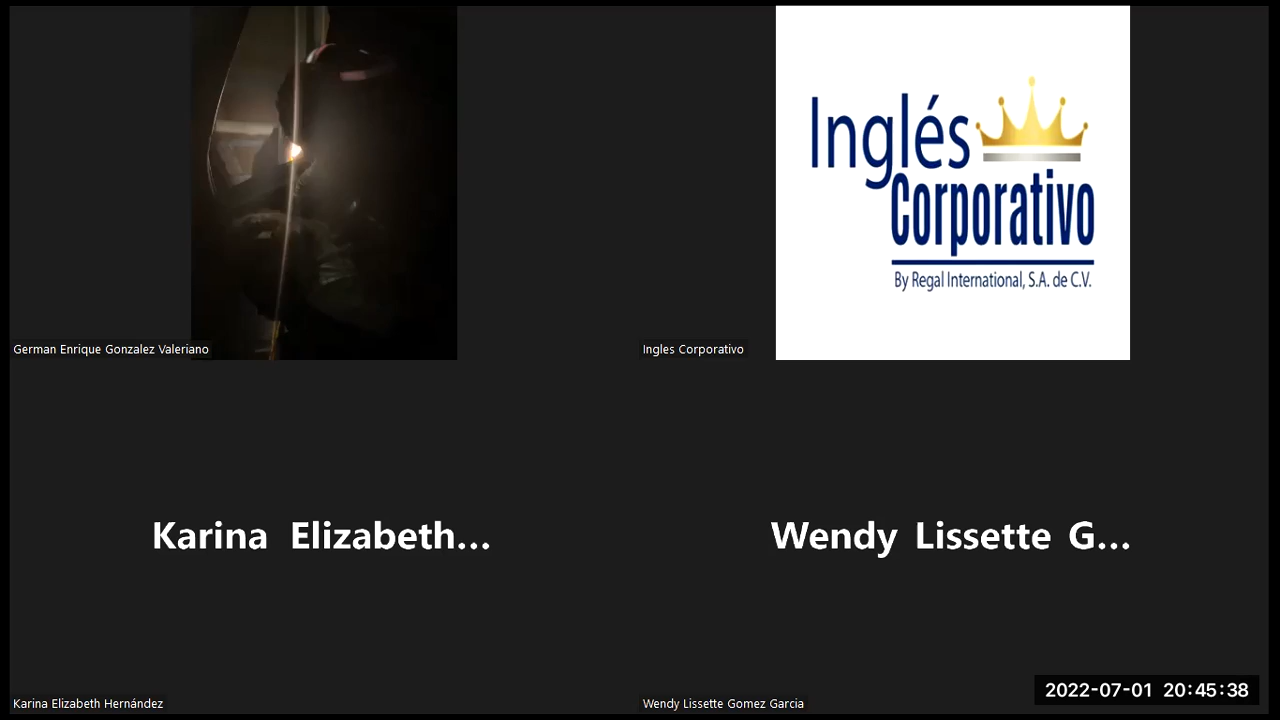 Inglés
Corporativo
By Regal International, S.A. de C.V.
German Enrique Gonzalez Valeriano
Ingles Corporativo
Karina Elizabeth...
Wendy Lissette G...
Karina Elizabeth Hernández
Wendy Lissette Gomez Garcia
2022-07-01 20:45:38